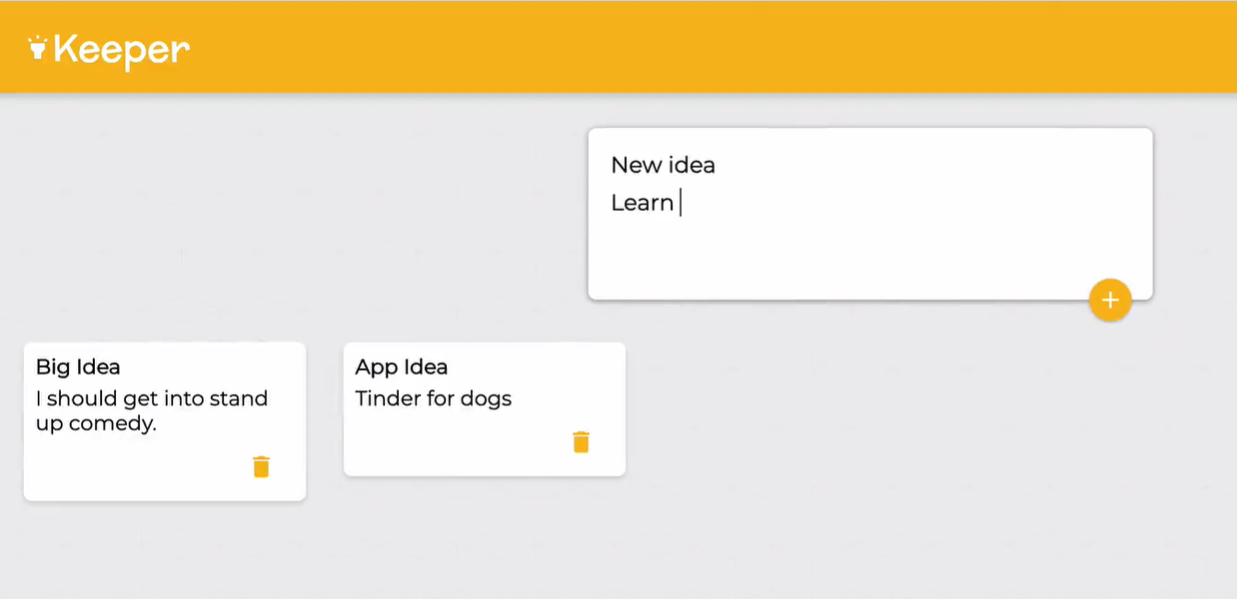 Keeper
New idea
Learn
Big Idea
I should get into stand
up comedy.
App Idea
Tinder for dogs